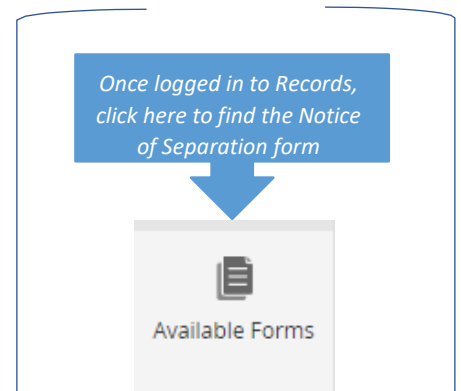 Once logged in to Records,
click here to find the Notice
of Separation form
Available Forms